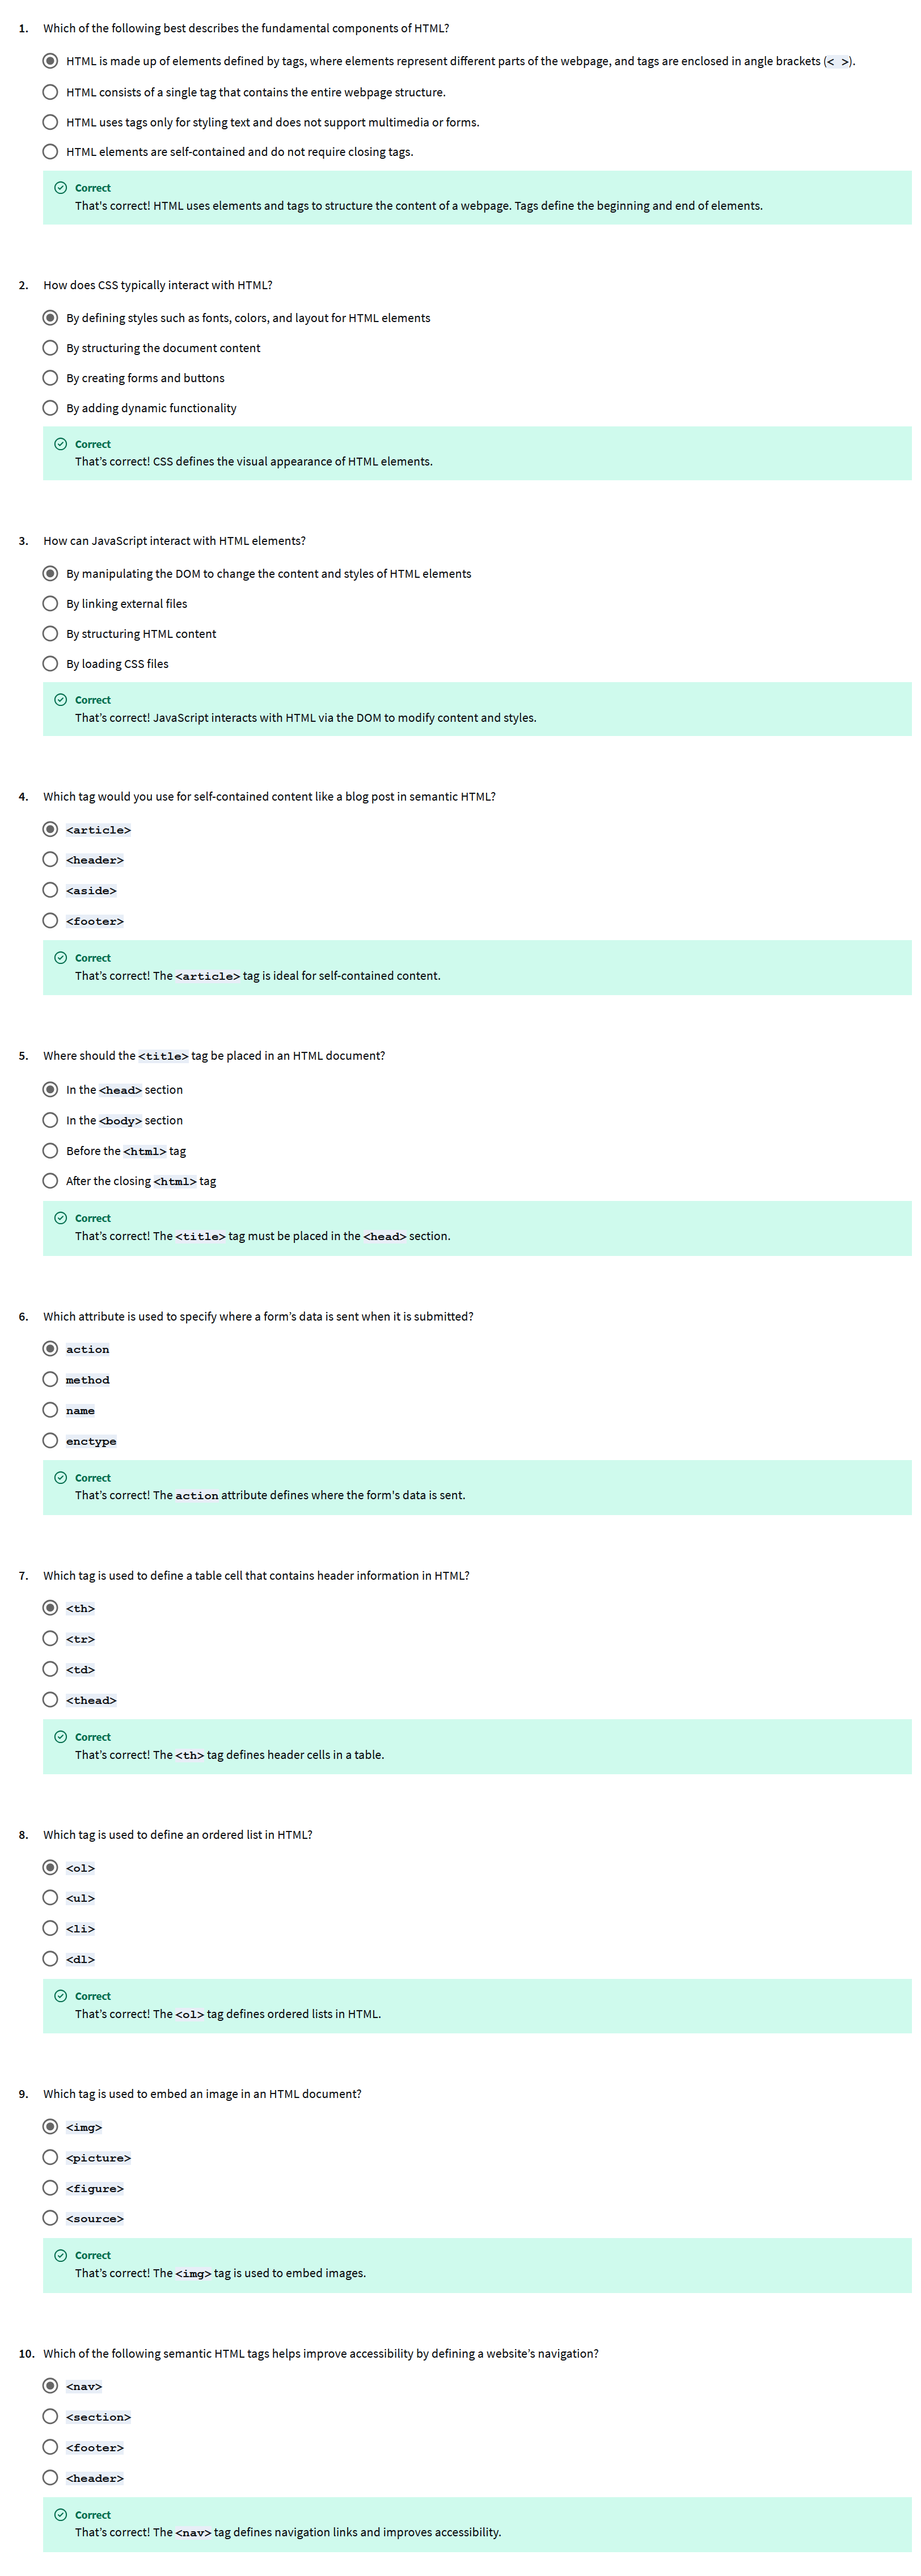 1. Which of the following best describes the fundamental components of HTML?
HTML is made up of elements defined by tags, where elements represent different parts of the webpage, and tags are enclosed in angle brackets (< >).
HTML consists of a single tag that contains the entire webpage structure.
HTML uses tags only for styling text and does not support multimedia or forms.
HTML elements are self-contained and do not require closing tags.
Correct
That's correct! HTML uses elements and tags to structure the content of a webpage. Tags define the beginning and end of elements.
2. How does CSS typically interact with HTML?
By defining styles such as fonts, colors, and layout for HTML elements
By structuring the document content
By creating forms and buttons
By adding dynamic functionality
Correct
That’s correct! CSS defines the visual appearance of HTML elements.
3. How can JavaScript interact with HTML elements?
By manipulating the DOM to change the content and styles of HTML elements
By linking external files
By structuring HTML content
By loading CSS files
Correct
That’s correct! JavaScript interacts with HTML via the DOM to modify content and styles.
4. Which tag would you use for self-contained content like a blog post in semantic HTML?
<article>
<header>
<aside>
<footer>
Correct
That’s correct! The <article> tag is ideal for self-contained content.
5. Where should the <title> tag be placed in an HTML document?
In the <head> section
In the <body> section
Before the <html> tag
After the closing <html> tag
Correct
That’s correct! The <title> tag must be placed in the <head> section.
6. Which attribute is used to specify where a form’s data is sent when it is submitted?
action
method
name
enctype
Correct
That’s correct! The action attribute defines where the form's data is sent.
7. Which tag is used to define a table cell that contains header information in HTML?
<th>
<tr>
<td>
<thead>
Correct
That’s correct! The <th> tag defines header cells in a table.
8. Which tag is used to define an ordered list in HTML?
<ol>
<ul>
<li>
<dl>
Correct
That’s correct! The <ol> tag defines ordered lists in HTML.
9. Which tag is used to embed an image in an HTML document?
<img>
<picture>
<figure>
<source>
Correct
That’s correct! The <img> tag is used to embed images.
10. Which of the following semantic HTML tags helps improve accessibility by defining a website’s navigation?
<nav>
<section>
<footer>
<header>
Correct
That’s correct! The <nav> tag defines navigation links and improves accessibility.